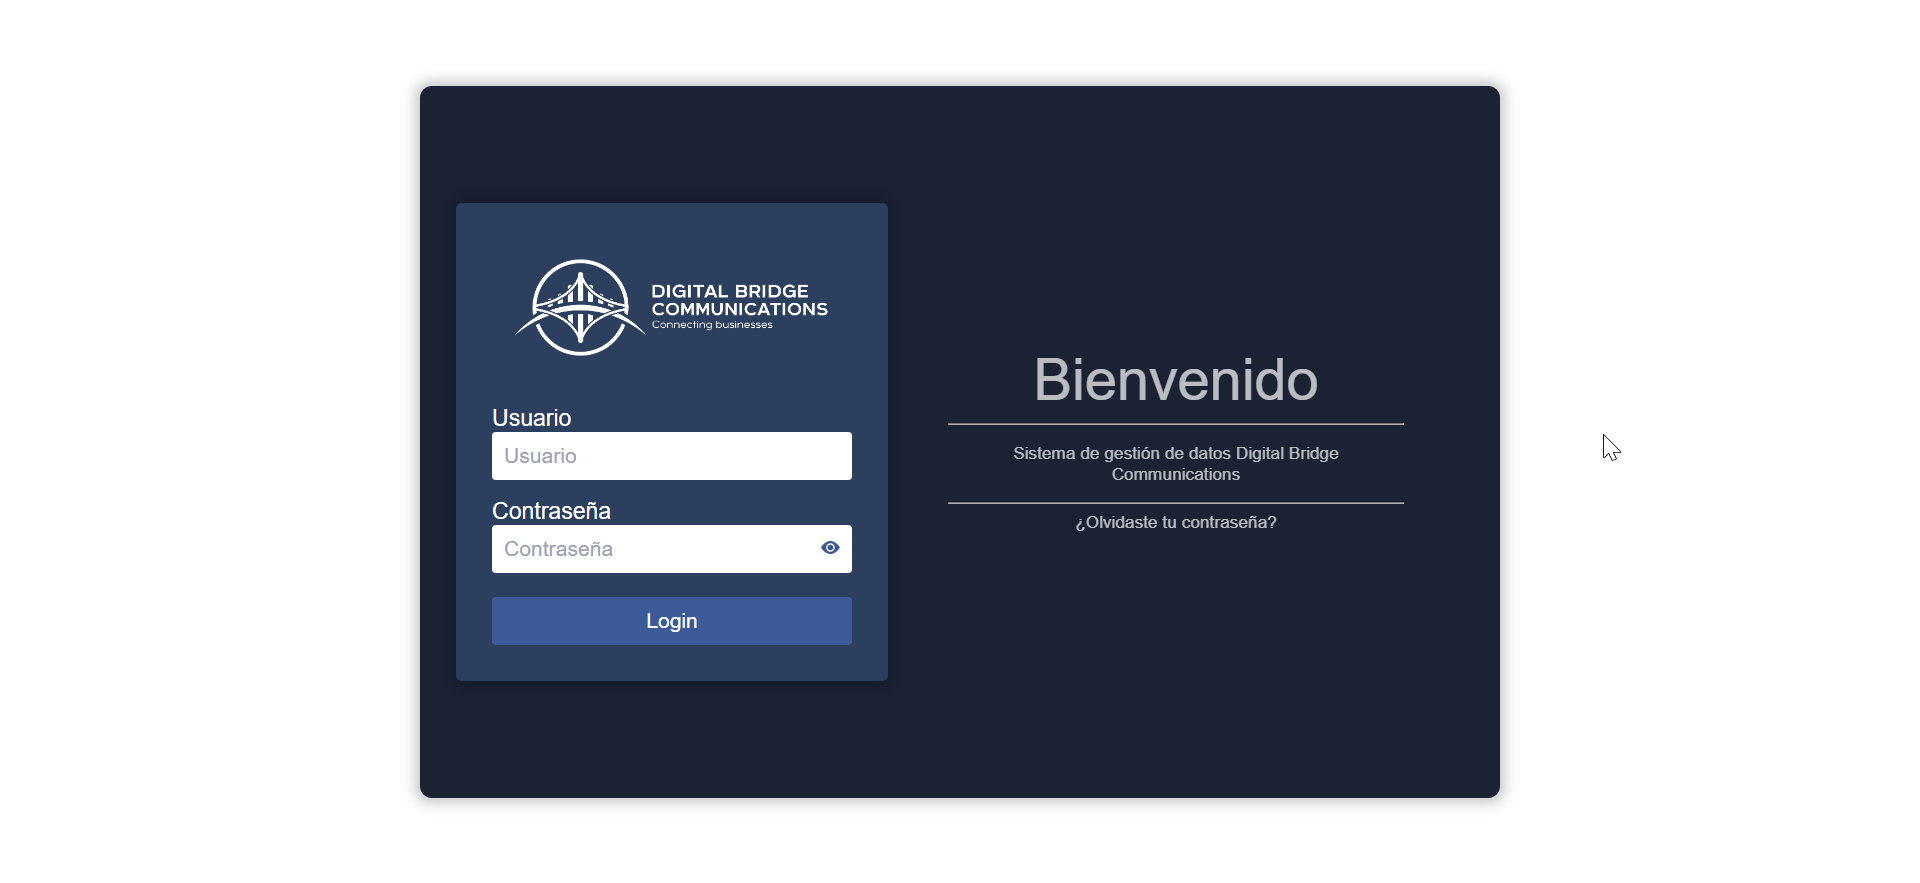 DIGITAL BRIDGE
COMMUNICATIONS
Connecting businesses
Usuario
Usuario
Contraseña
Contraseña
Login
Bienvenido
Sistema de gestión de datos Digital Bridge
Communications
¿Olvidaste tu contraseña?